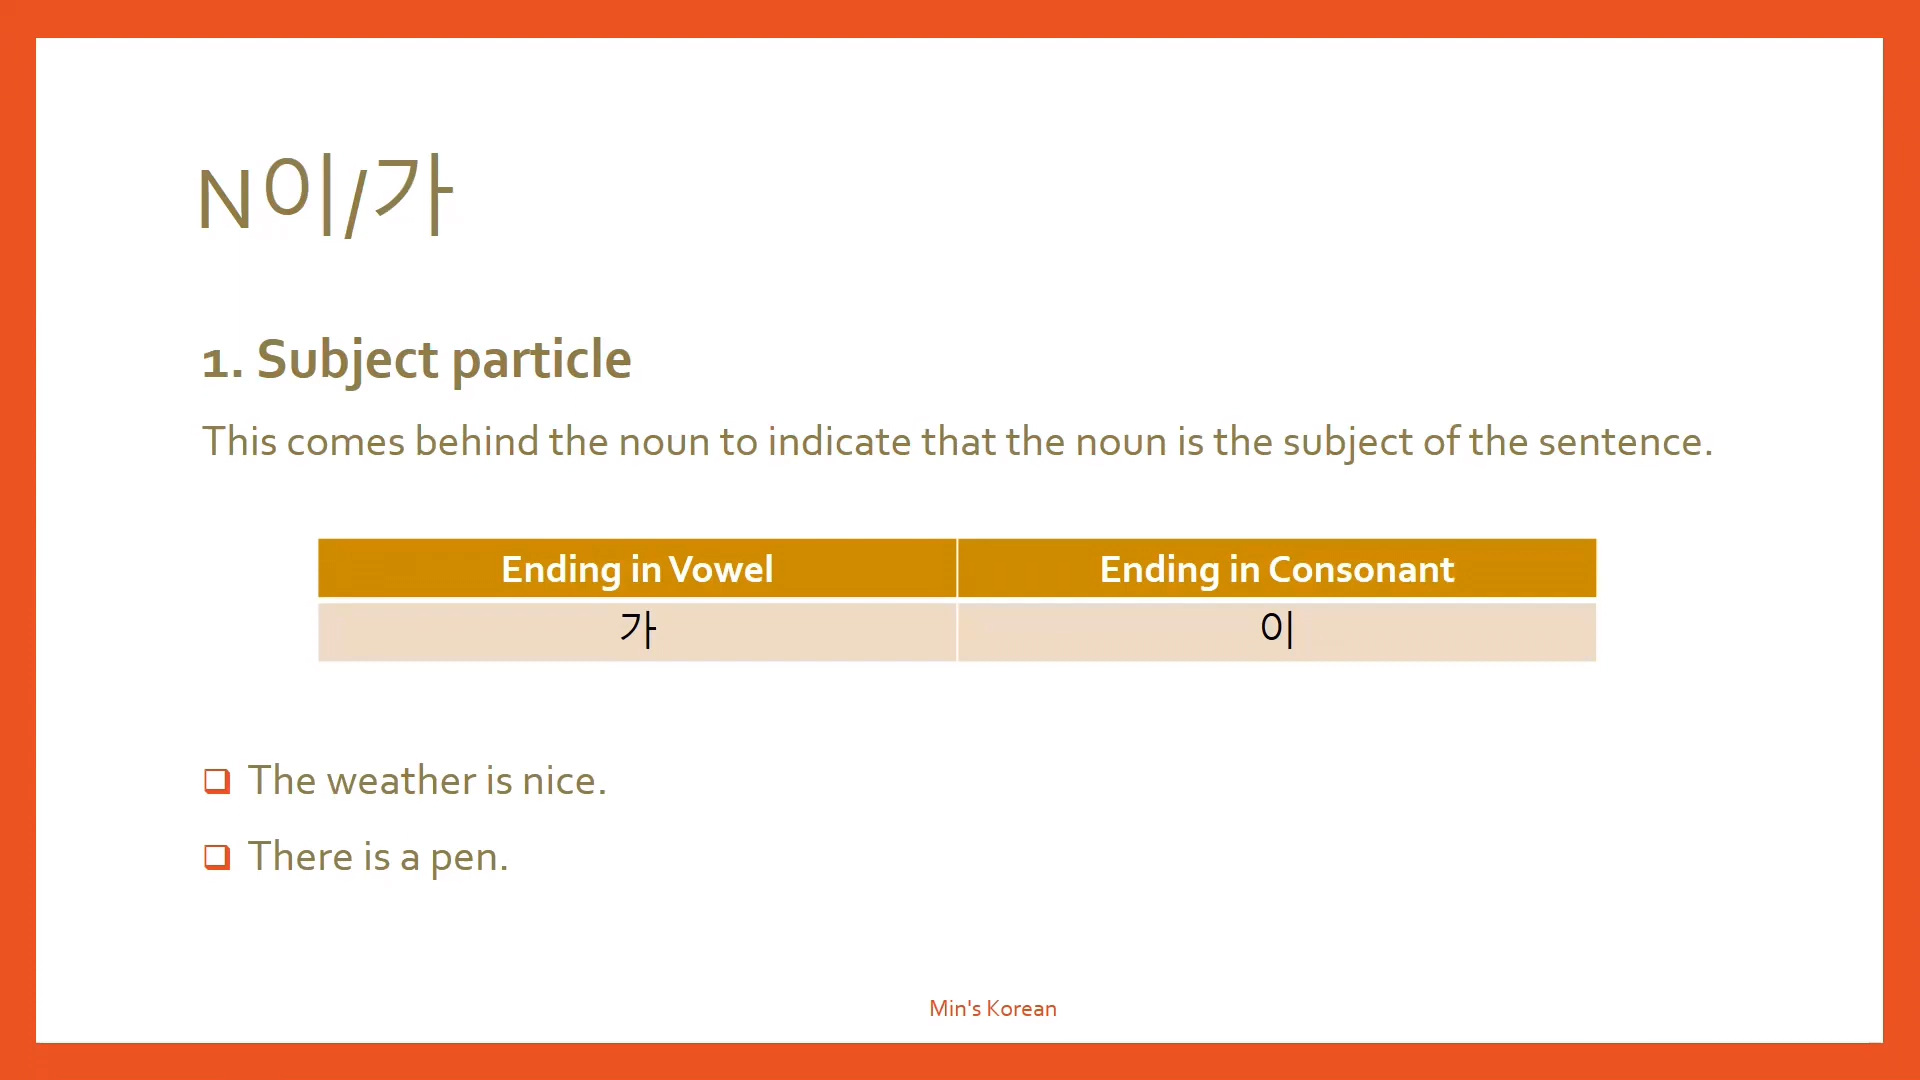 N이/가
1. Subject particle
This comes behind the noun to indicate that the noun is the subject of the sentence.
Ending in Vowel Ending in Consonant
가 이
The weather is nice.
There is a pen.
Min's Korean